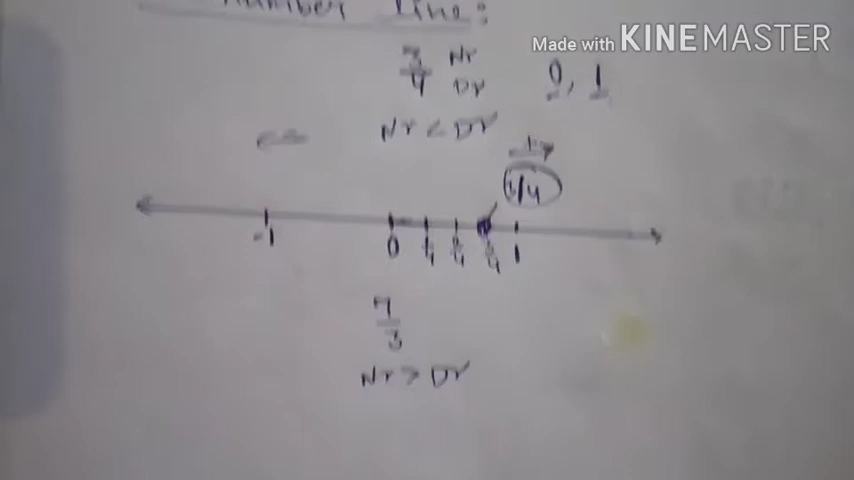 number line:
Made with KINEMASTER
3/4 Nr Dr 0, 1
Nr < Dr
3/4
-1 0 1/4 2/4 3/4 1
7/3
Nr > Dr